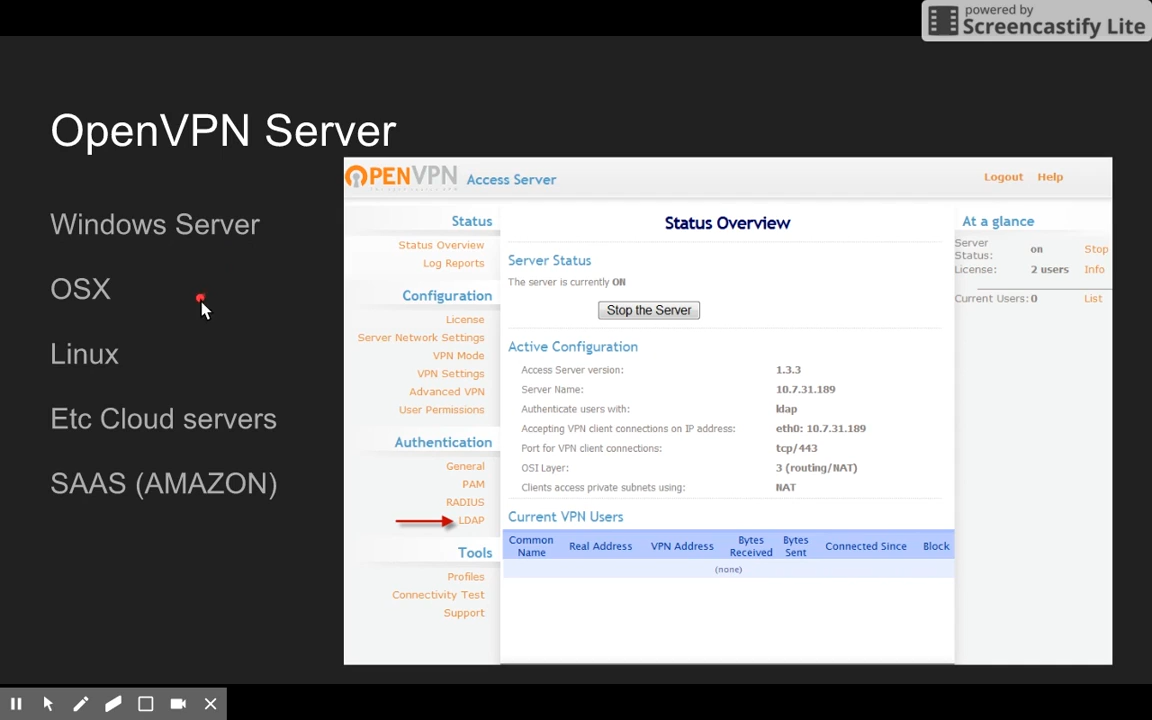 powered by
Screencastify Lite
OpenVPN Server
Windows Server
OSX
Linux
Etc Cloud servers
SAAS (AMAZON)
OPENVPN Access Server
Logout Help
Status
Status Overview
Log Reports
Configuration
License
Server Network Settings
VPN Mode
VPN Settings
Advanced VPN
User Permissions
Authentication
General
PAM
RADIUS
LDAP
Tools
Profiles
Connectivity Test
Support
Status Overview
Server Status
The server is currently ON
Stop the Server
Active Configuration
Access Server version: 1.3.3
Server Name: 10.7.31.189
Authenticate users with: ldap
Accepting VPN client connections on IP address: eth0: 10.7.31.189
Port for VPN client connections: tcp/443
OSI Layer: 3 (routing/NAT)
Clients access private subnets using: NAT
Current VPN Users
Common Name Real Address VPN Address Bytes Received Bytes Sent Connected Since Block
(none)
At a glance
Server Status: on Stop
License: 2 users Info
Current Users: 0 List